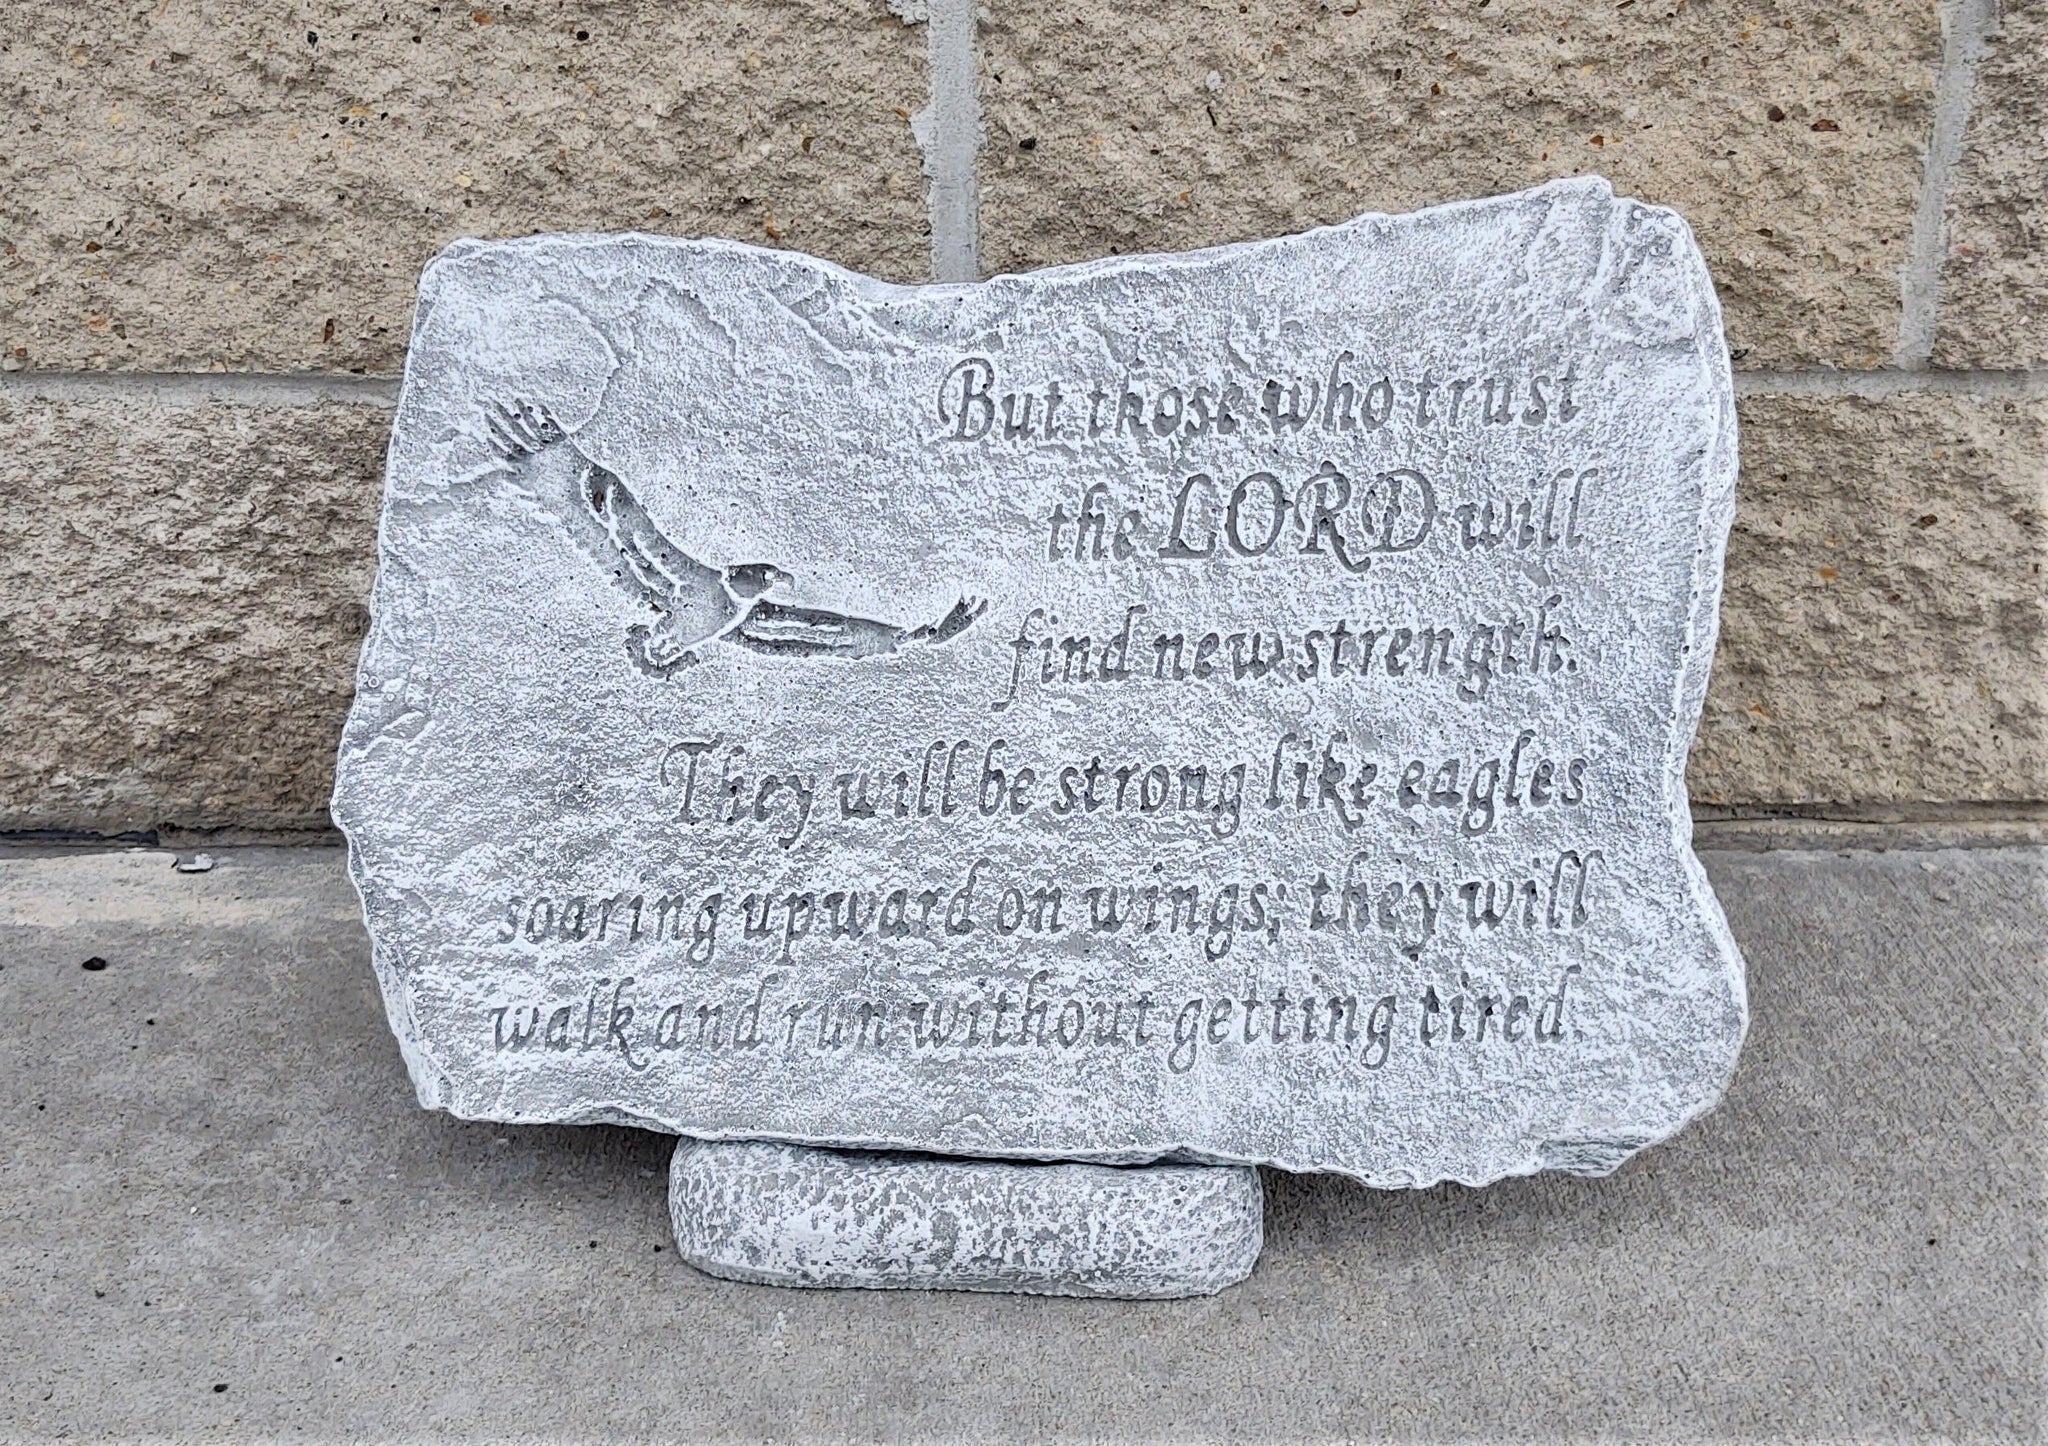 But those who trust
the LORD will
find new strength.
They will be strong like eagles
soaring upward on wings; they will
walk and run without getting tired.